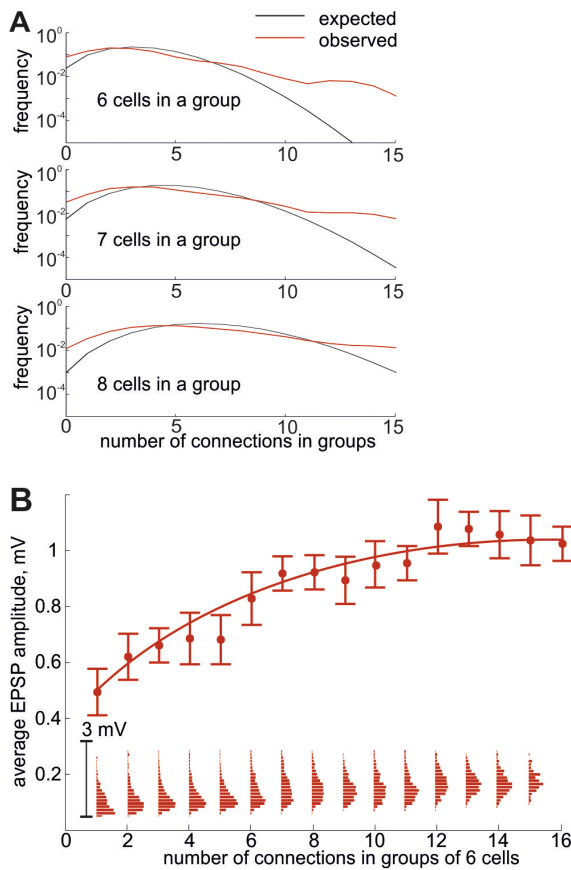 A
expected
observed
frequency
10^0
10^-2
10^-4
6 cells in a group
0 5 10 15
frequency
10^0
10^-2
10^-4
7 cells in a group
0 5 10 15
frequency
10^0
10^-2
10^-4
8 cells in a group
0 5 10 15
number of connections in groups
B
average EPSP amplitude, mV
1
0.8
0.6
0.4
3 mV
0.2
0 2 4 6 8 10 12 14 16
number of connections in groups of 6 cells